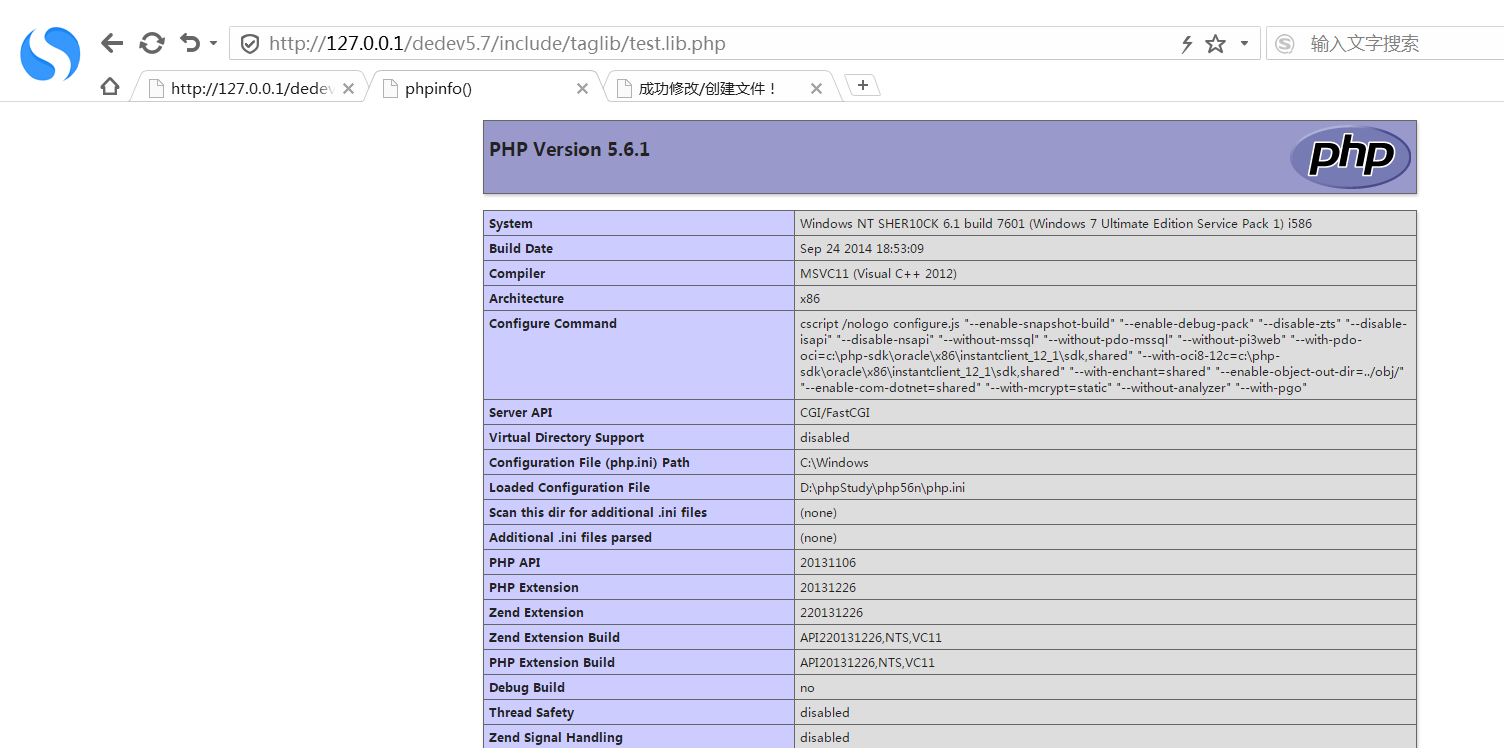 http://127.0.0.1/dedev5.7/include/taglib/test.lib.php
输入文字搜索
http://127.0.0.1/dedev
phpinfo()
成功修改/创建文件！
PHP Version 5.6.1
php
System
Windows NT SHER10CK 6.1 build 7601 (Windows 7 Ultimate Edition Service Pack 1) i586
Build Date
Sep 24 2014 18:53:09
Compiler
MSVC11 (Visual C++ 2012)
Architecture
x86
Configure Command
cscript /nologo configure.js "--enable-snapshot-build" "--enable-debug-pack" "--disable-zts" "--disable-
isapi" "--disable-nsapi" "--without-mssql" "--without-pdo-mssql" "--without-pi3web" "--with-pdo-
oci=c:\php-sdk\oracle\x86\instantclient_12_1\sdk,shared" "--with-oci8-12c=c:\php-
sdk\oracle\x86\instantclient_12_1\sdk,shared" "--with-enchant=shared" "--enable-object-out-dir=../obj/"
"--enable-com-dotnet=shared" "--with-mcrypt=static" "--without-analyzer" "--with-pgo"
Server API
CGI/FastCGI
Virtual Directory Support
disabled
Configuration File (php.ini) Path
C:\Windows
Loaded Configuration File
D:\phpStudy\php56n\php.ini
Scan this dir for additional .ini files
(none)
Additional .ini files parsed
(none)
PHP API
20131106
PHP Extension
20131226
Zend Extension
220131226
Zend Extension Build
API220131226,NTS,VC11
PHP Extension Build
API20131226,NTS,VC11
Debug Build
no
Thread Safety
disabled
Zend Signal Handling
disabled